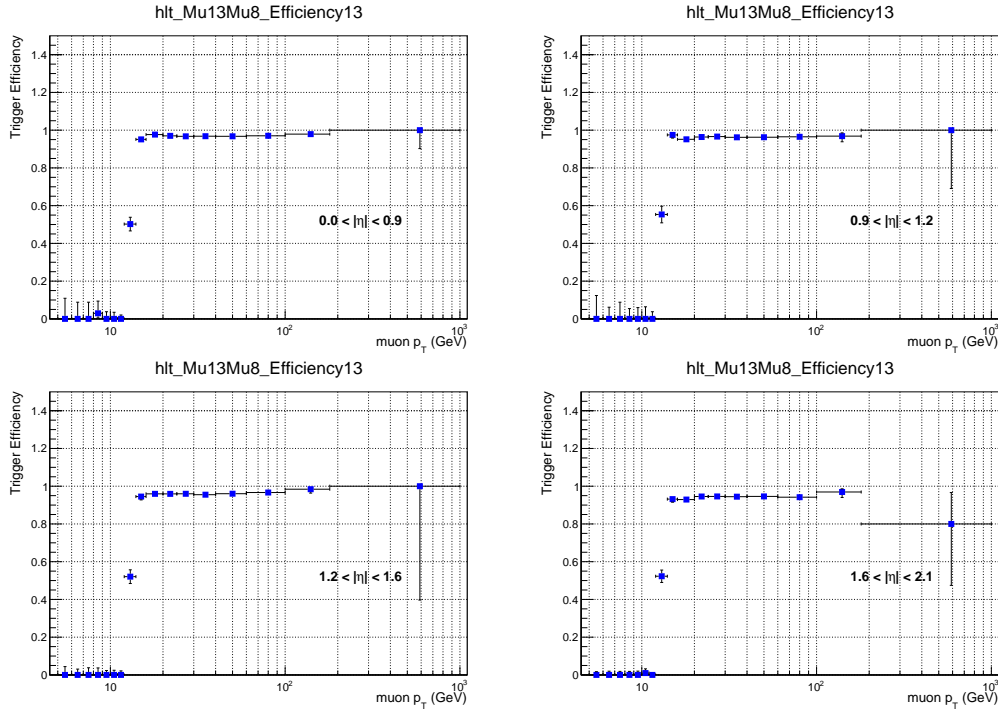 hlt_Mu13Mu8_Efficiency13
Trigger Efficiency
1.4
1.2
1
0.8
0.6
0.4
0.2
0
0.0 < |η| < 0.9
10
10²
10³
muon p_T (GeV)
hlt_Mu13Mu8_Efficiency13
Trigger Efficiency
1.4
1.2
1
0.8
0.6
0.4
0.2
0
0.9 < |η| < 1.2
10
10²
10³
muon p_T (GeV)
hlt_Mu13Mu8_Efficiency13
Trigger Efficiency
1.4
1.2
1
0.8
0.6
0.4
0.2
0
1.2 < |η| < 1.6
10
10²
10³
muon p_T (GeV)
hlt_Mu13Mu8_Efficiency13
Trigger Efficiency
1.4
1.2
1
0.8
0.6
0.4
0.2
0
1.6 < |η| < 2.1
10
10²
10³
muon p_T (GeV)